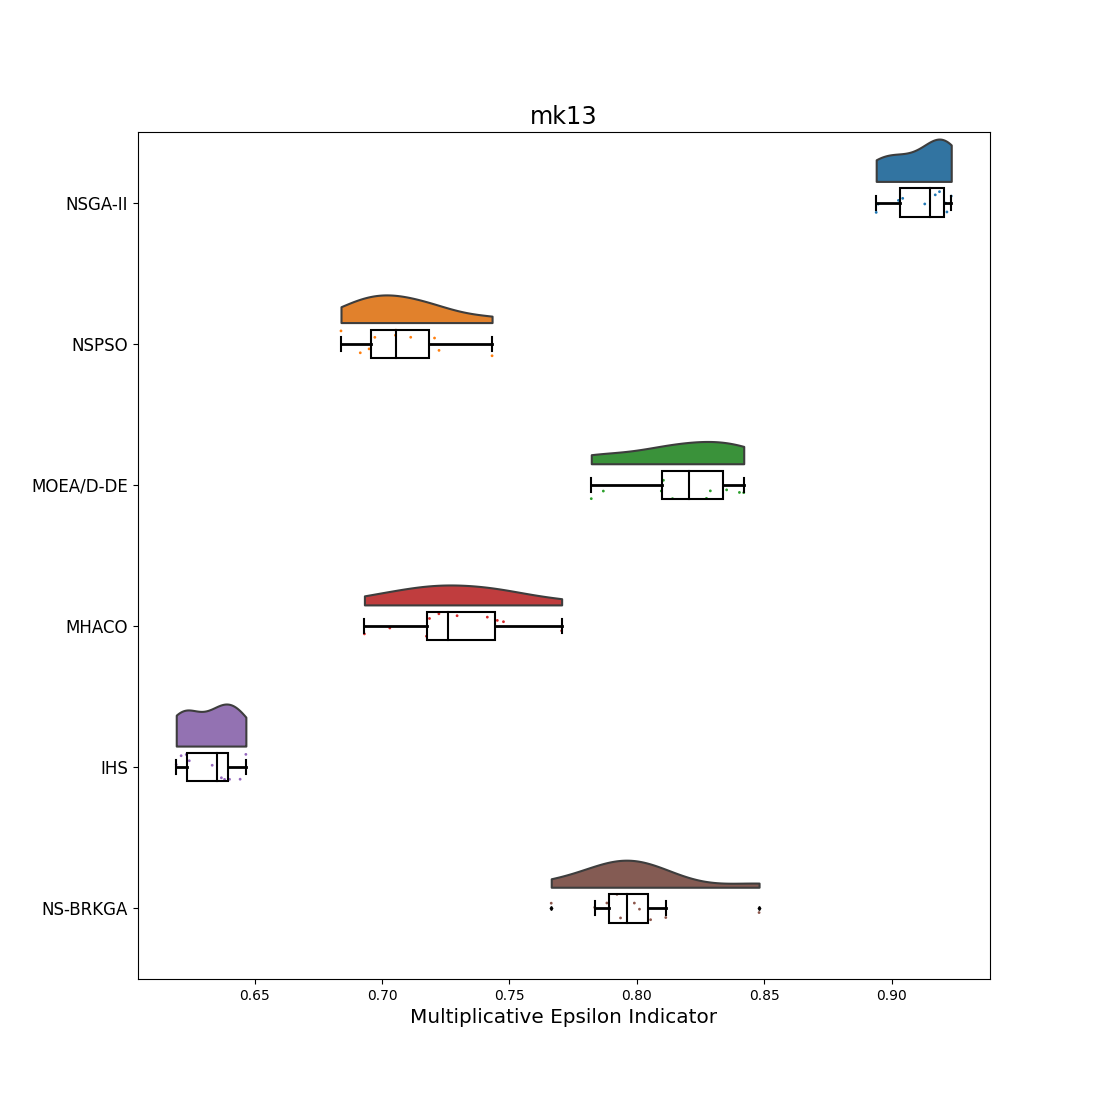 mk13
NSGA-II
NSPSO
MOEA/D-DE
MHACO
IHS
NS-BRKGA
0.65 0.70 0.75 0.80 0.85 0.90
Multiplicative Epsilon Indicator